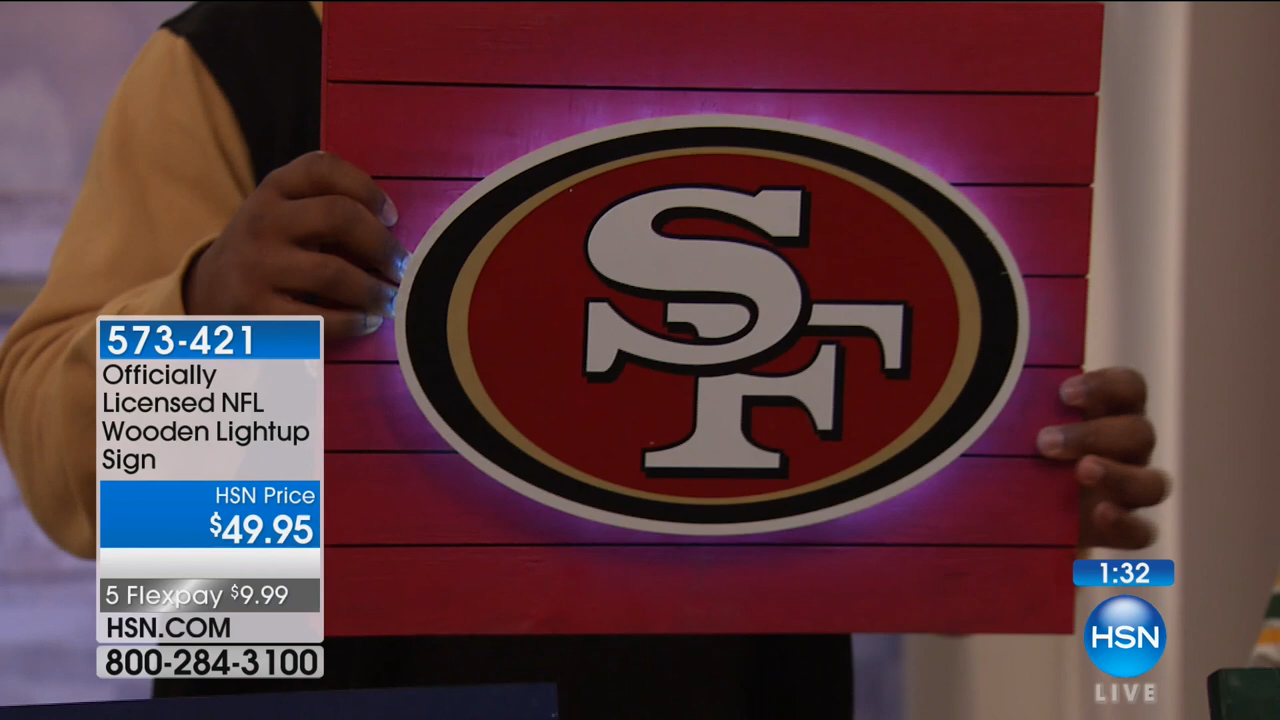 SF
573-421
Officially
Licensed NFL
Wooden Lightup
Sign
HSN Price
$49.95
5 Flexpay $9.99
HSN.COM
800-284-3100
1:32
HSN
LIVE